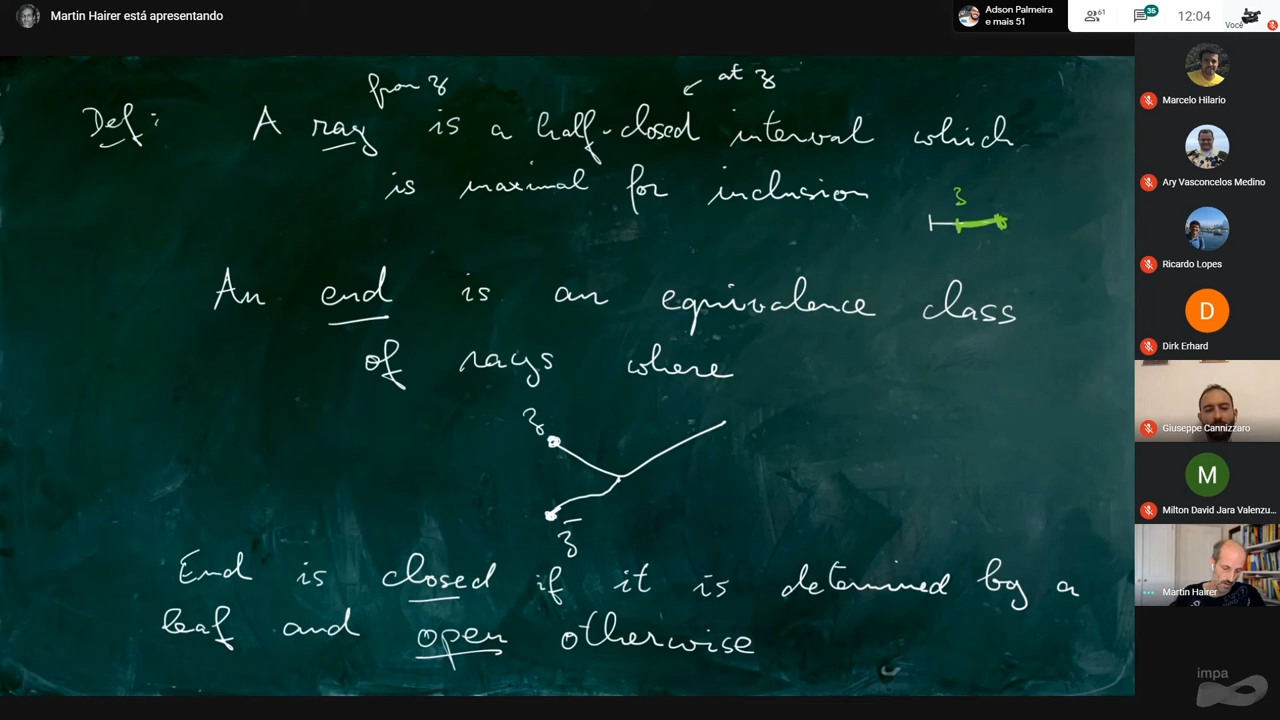 Martin Hairer está apresentando
Adson Palmeira
e mais 51
61
35
12:04
Você
from z
at z
Def: A ray is a half-closed interval which
is maximal for inclusion
z
An end is an equivalence class
of rays where
z
z̄
End is closed if it is determined by a
leaf and open otherwise
Marcelo Hilario
Ary Vasconcelos Medino
Ricardo Lopes
D
Dirk Erhard
Giuseppe Cannizzaro
M
Milton David Jara Valenzu...
Martin Hairer
impa